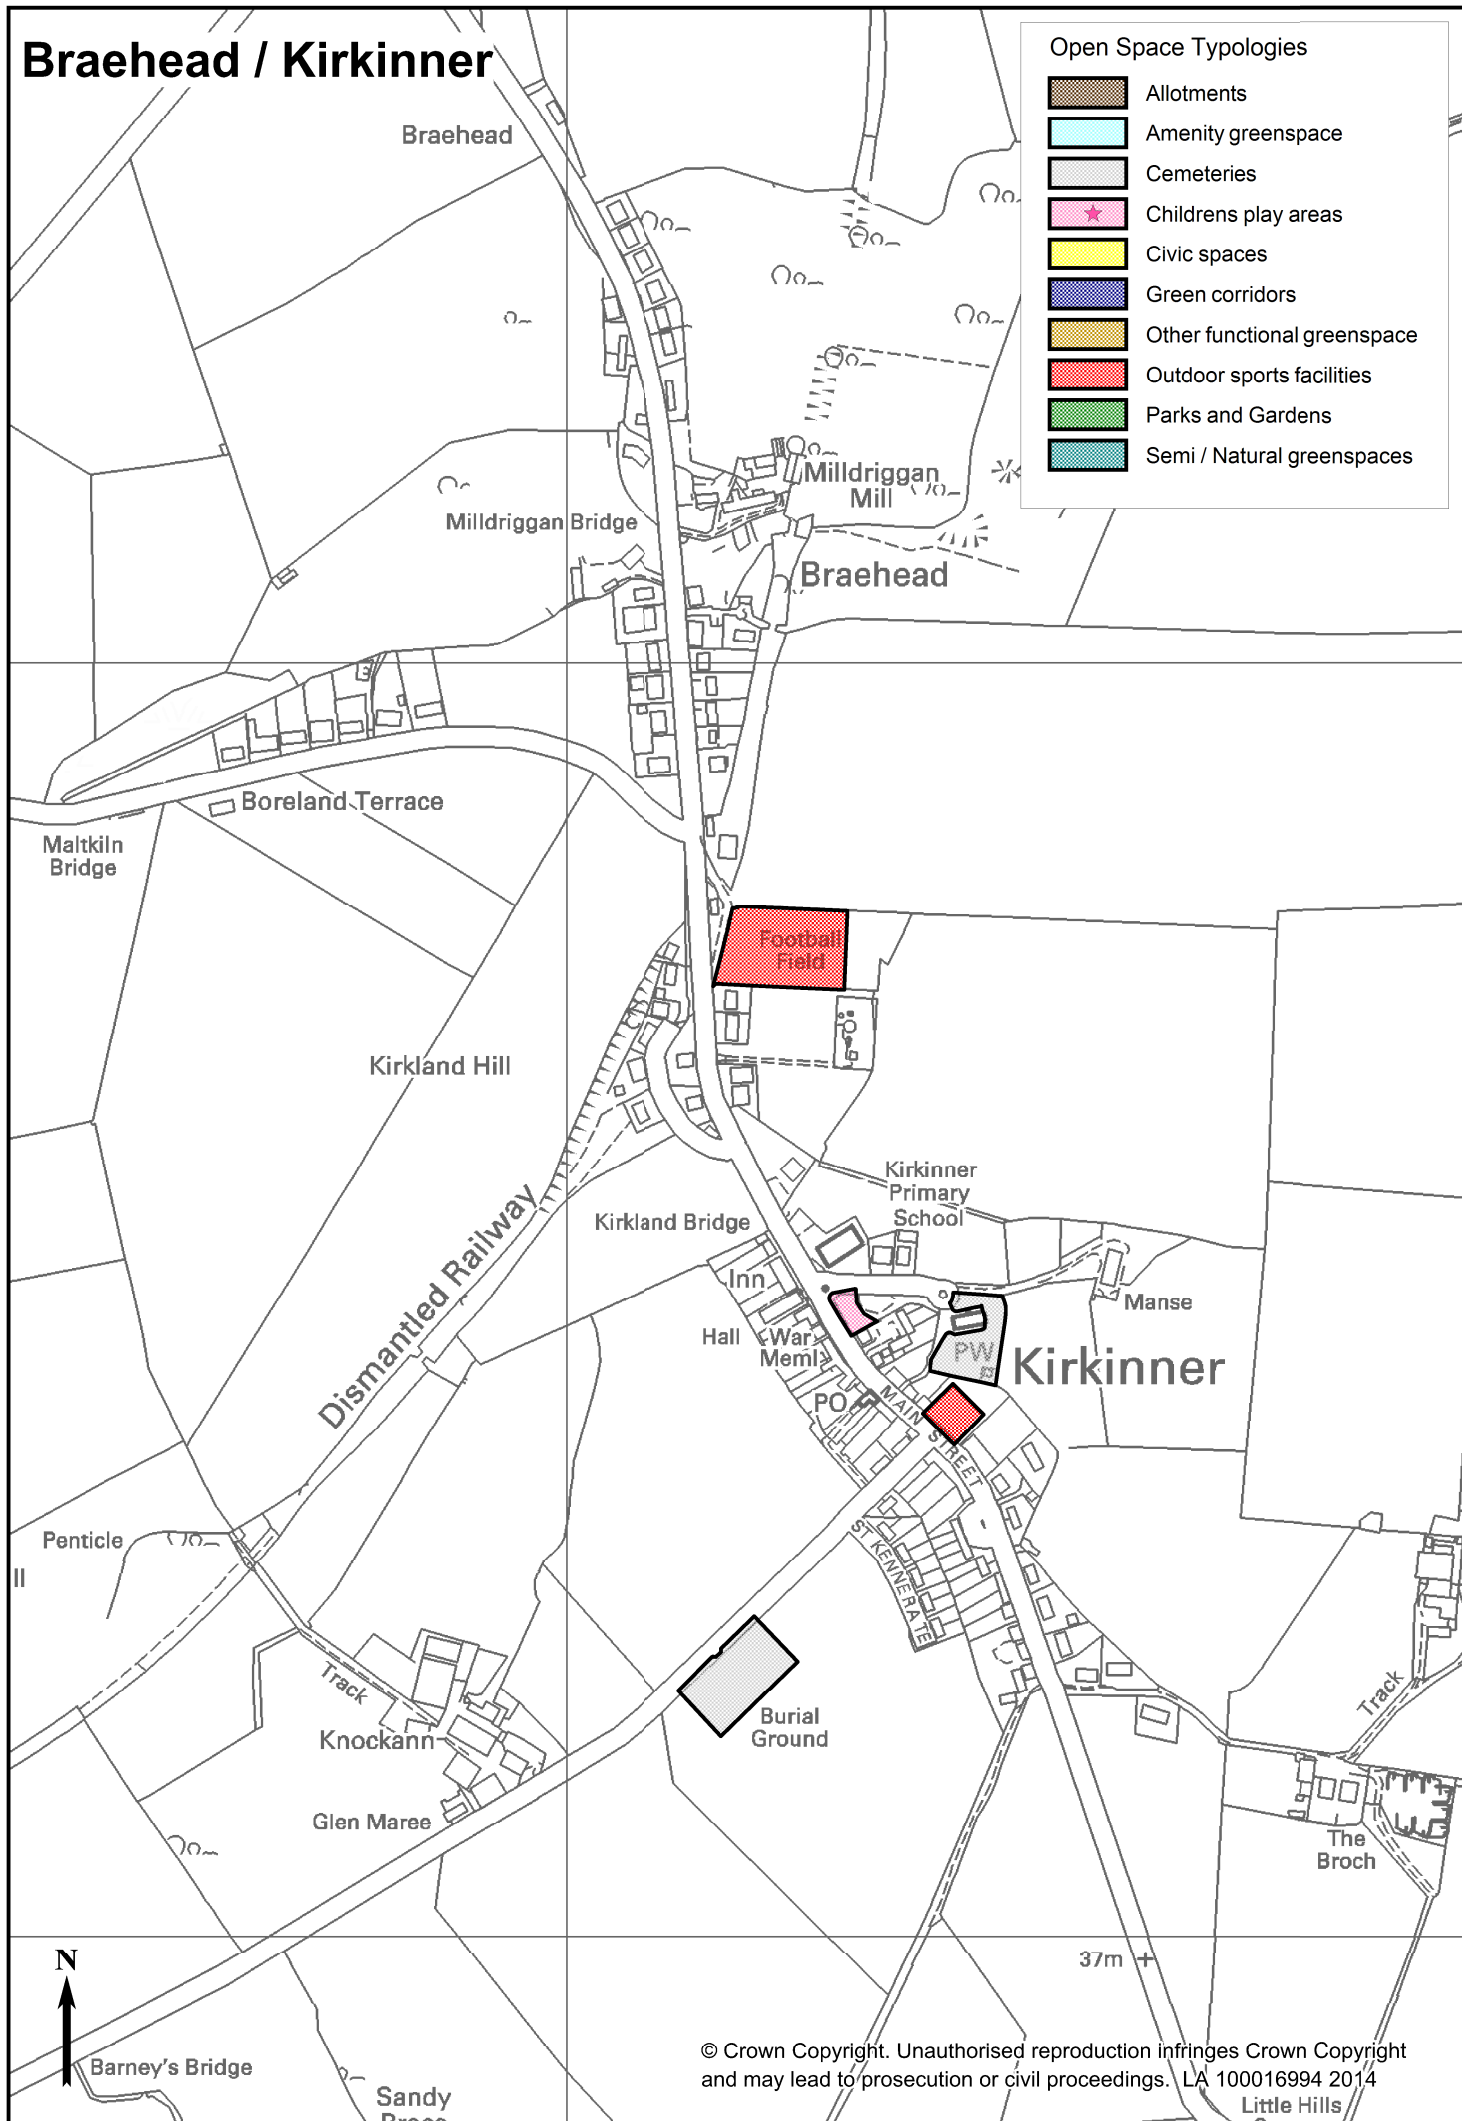 Braehead / Kirkinner
Open Space Typologies
Allotments
Amenity greenspace
Cemeteries
Childrens play areas
Civic spaces
Green corridors
Other functional greenspace
Outdoor sports facilities
Parks and Gardens
Semi / Natural greenspaces
Braehead
Milldriggan
Mill
Milldriggan Bridge
Braehead
Boreland Terrace
Maltkiln
Bridge
Football
Field
Kirkland Hill
Kirkinner
Primary
School
Kirkland Bridge
Dismantled Railway
Inn
Manse
Hall
War
Meml
PW
Kirkinner
PO
MAIN STREET
Penticle
ll
ST KENNERA TE
Track
Track
Burial
Ground
Knockann
Glen Maree
The
Broch
N
37m
© Crown Copyright. Unauthorised reproduction infringes Crown Copyright
and may lead to prosecution or civil proceedings. LA 100016994 2014
Barney's Bridge
Sandy
Little Hills